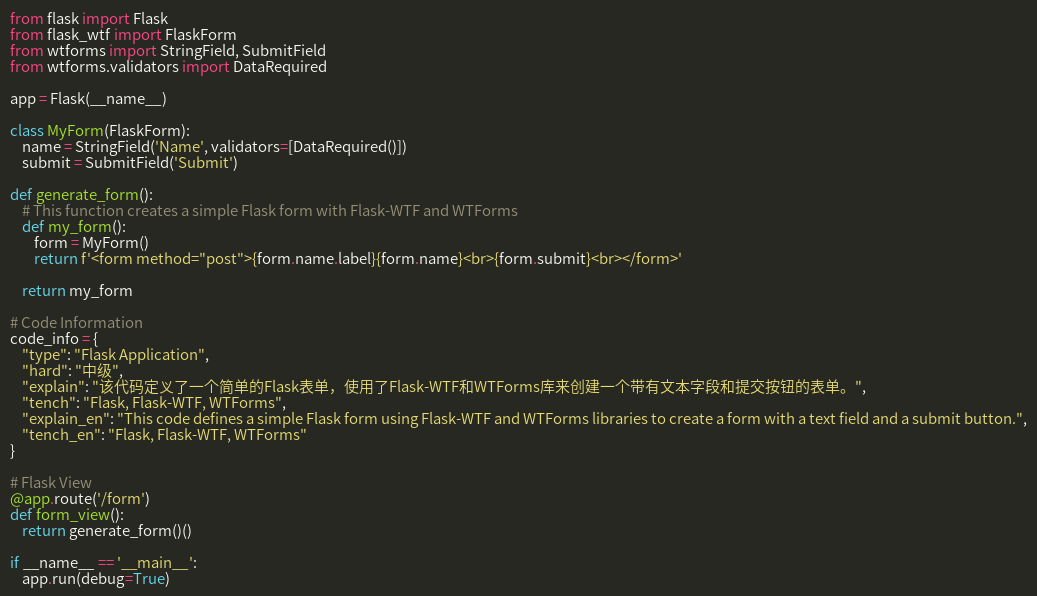 from flask import Flask
from flask_wtf import FlaskForm
from wtforms import StringField, SubmitField
from wtforms.validators import DataRequired

app = Flask(__name__)

class MyForm(FlaskForm):
    name = StringField('Name', validators=[DataRequired()])
    submit = SubmitField('Submit')

def generate_form():
    # This function creates a simple Flask form with Flask-WTF and WTForms
    def my_form():
        form = MyForm()
        return f'<form method="post">{form.name.label}{form.name}<br>{form.submit}<br></form>'

    return my_form

# Code Information
code_info = {
    "type": "Flask Application",
    "hard": "中级",
    "explain": "该代码定义了一个简单的Flask表单，使用了Flask-WTF和WTForms库来创建一个带有文本字段和提交按钮的表单。",
    "tench": "Flask, Flask-WTF, WTForms",
    "explain_en": "This code defines a simple Flask form using Flask-WTF and WTForms libraries to create a form with a text field and a submit button.",
    "tench_en": "Flask, Flask-WTF, WTForms"
}

# Flask View
@app.route('/form')
def form_view():
    return generate_form()()

if __name__ == '__main__':
    app.run(debug=True)